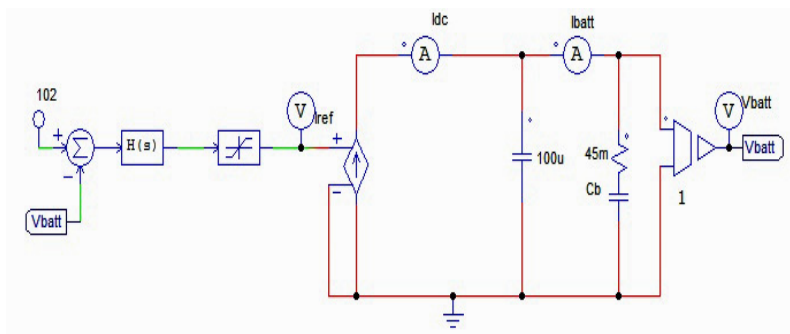 Idc
Ibatt
A
A
102
V
Iref
V
Vbatt
+
Σ
−
H(s)
+
−
100u
45m
Cb
1
Vbatt
Vbatt